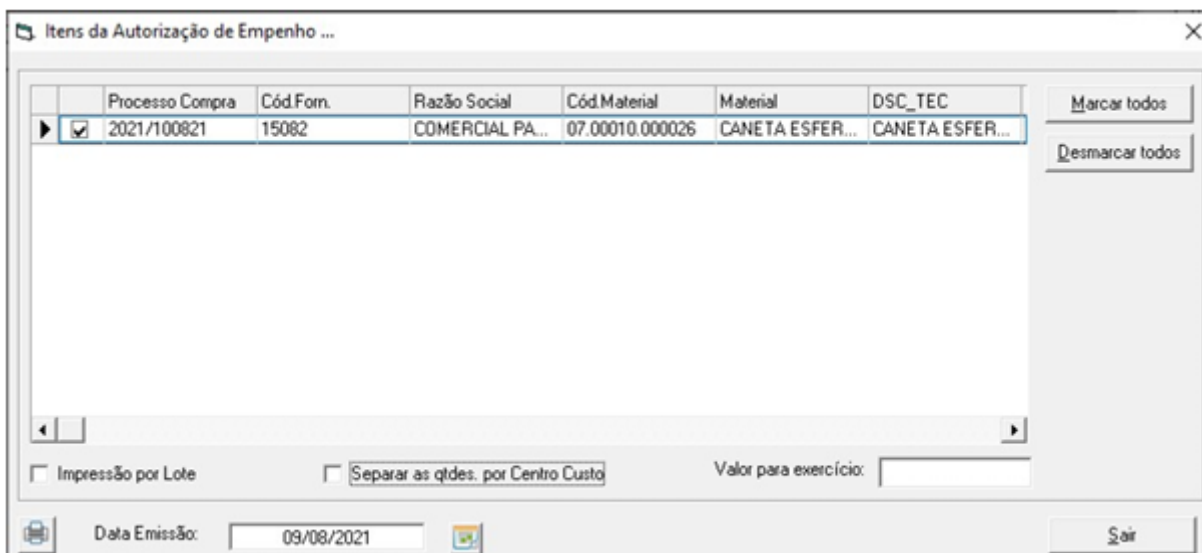 Itens da Autorização de Empenho ...
Processo Compra Cód.Forn. Razão Social Cód.Material Material DSC_TEC
2021/100821 15082 COMERCIAL PA... 07.00010.000026 CANETA ESFER... CANETA ESFER...
Marcar todos
Desmarcar todos
Impressão por Lote Separar as qtdes. por Centro Custo Valor para exercício:
Data Emissão: 09/08/2021 Sair